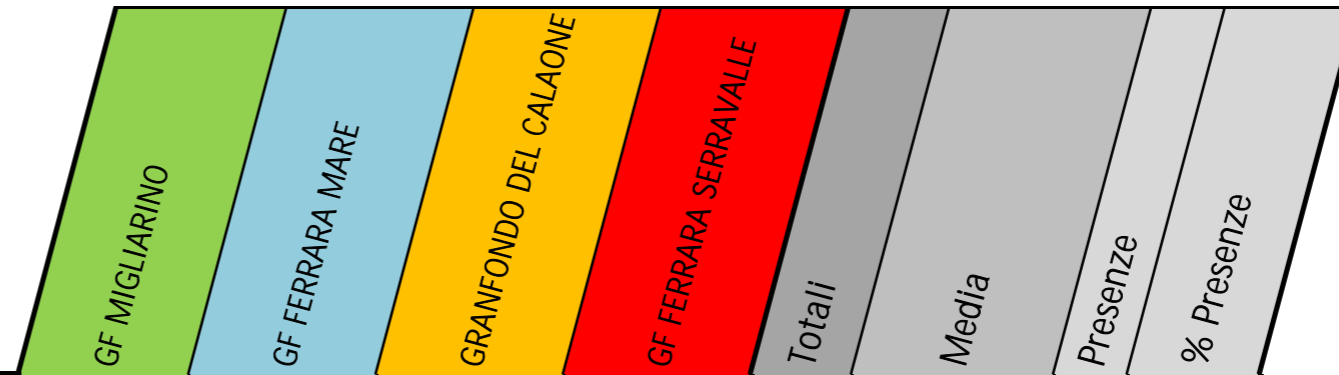 GF MIGLIARINO
GF FERRARA MARE
GRANFONDO DEL CALAONE
GF FERRARA SERRAVALLE
Totali
Media
Presenze
% Presenze